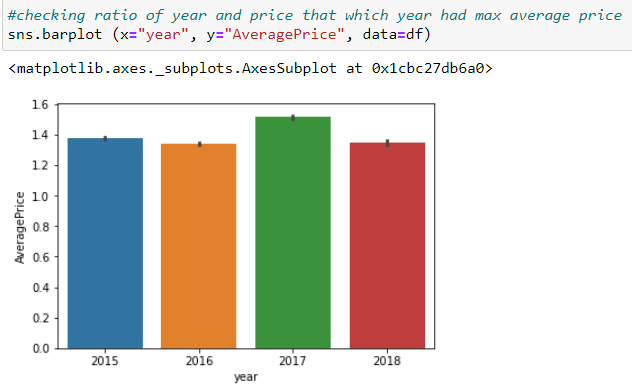 #checking ratio of year and price that which year had max average price
sns.barplot (x="year", y="AveragePrice", data=df)
<matplotlib.axes._subplots.AxesSubplot at 0x1cbc27db6a0>
1.6
1.4
1.2
1.0
0.8
0.6
0.4
0.2
0.0
AveragePrice
2015 2016 2017 2018
year